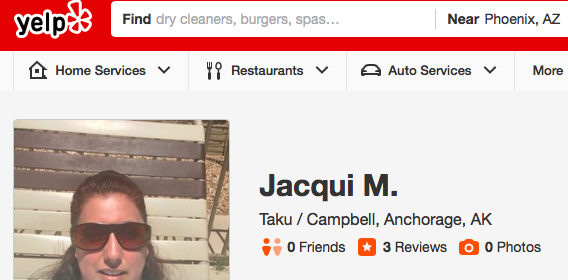 yelp
Find dry cleaners, burgers, spas… Near Phoenix, AZ
Home Services Restaurants Auto Services More
Jacqui M.
Taku / Campbell, Anchorage, AK
0 Friends 3 Reviews 0 Photos